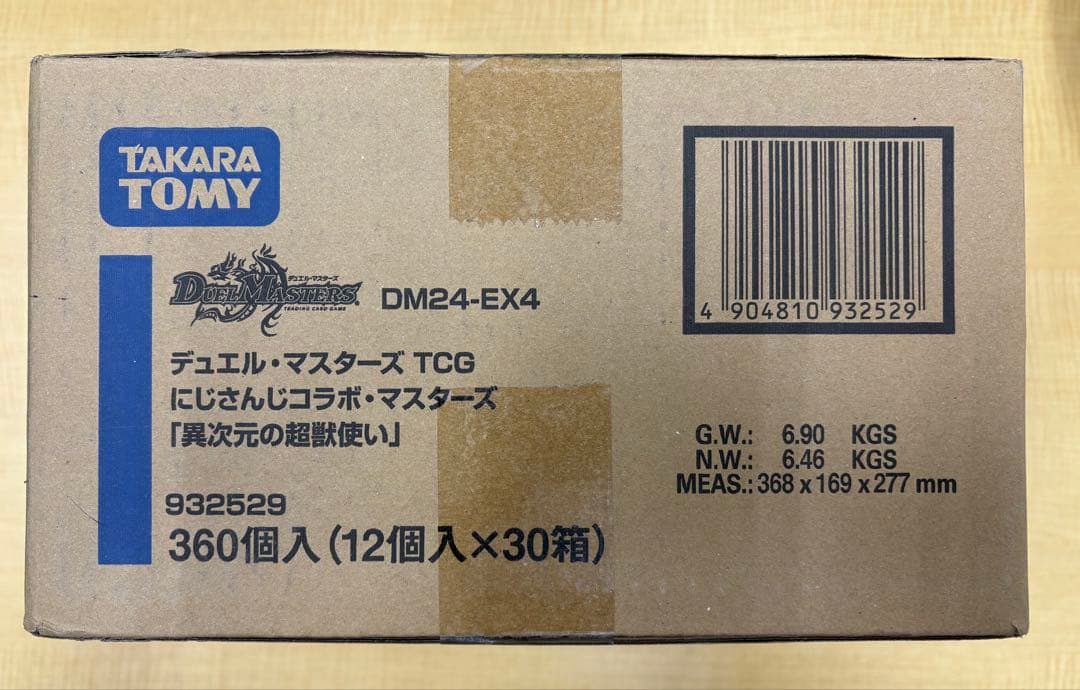 TAKARA
TOMY
デュエル・マスターズ
DUEL MASTERS
TRADING CARD GAME
DM24-EX4
デュエル・マスターズ TCG
にじさんじコラボ・マスターズ
「異次元の超獣使い」
932529
360個入(12個入×30箱)
4 904810 932529
G.W.: 6.90 KGS
N.W.: 6.46 KGS
MEAS.: 368 x 169 x 277 mm